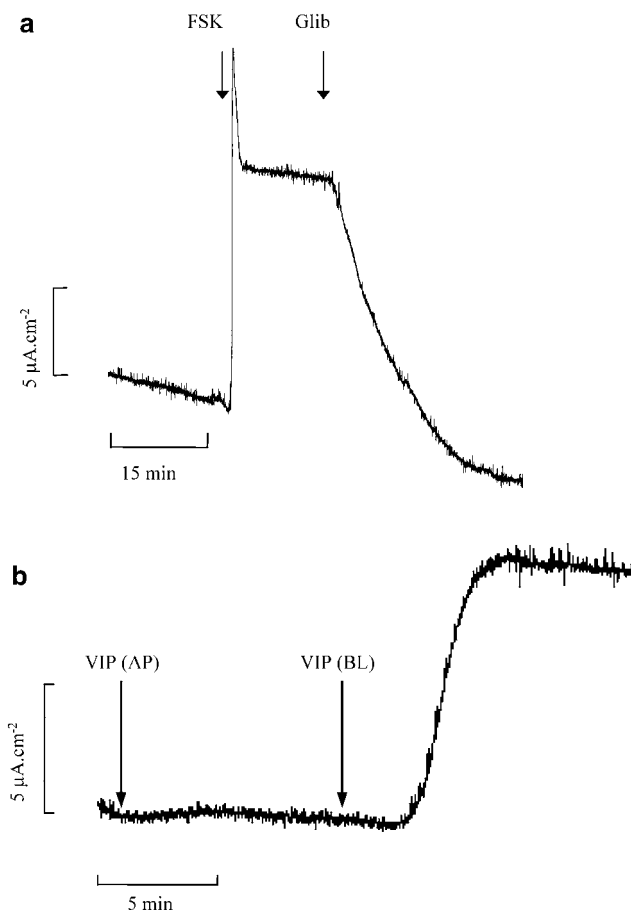 a
FSK Glib
5 μA.cm-2
15 min
b
VIP (AP) VIP (BL)
5 μA.cm-2
5 min